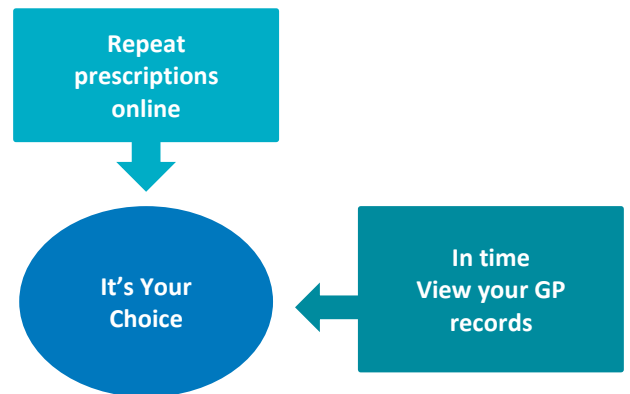 Repeat
prescriptions
online
It’s Your
Choice
In time
View your GP
records